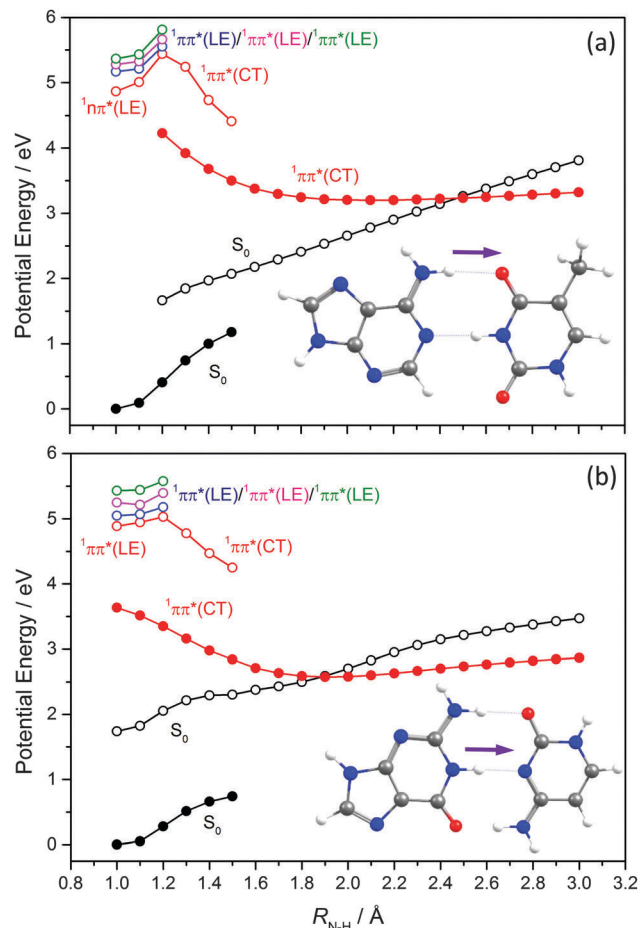 6
5
4
3
2
1
0
Potential Energy / eV
(a)
¹ππ*(LE)/¹ππ*(LE)/¹ππ*(LE)
¹ππ*(CT)
¹nπ*(LE)
¹ππ*(CT)
S₀
S₀
6
5
4
3
2
1
0
Potential Energy / eV
(b)
¹ππ*(LE)/¹ππ*(LE)/¹ππ*(LE)
¹ππ*(LE)
¹ππ*(CT)
¹ππ*(CT)
S₀
S₀
0.8 1.0 1.2 1.4 1.6 1.8 2.0 2.2 2.4 2.6 2.8 3.0 3.2
R_N-H / Å